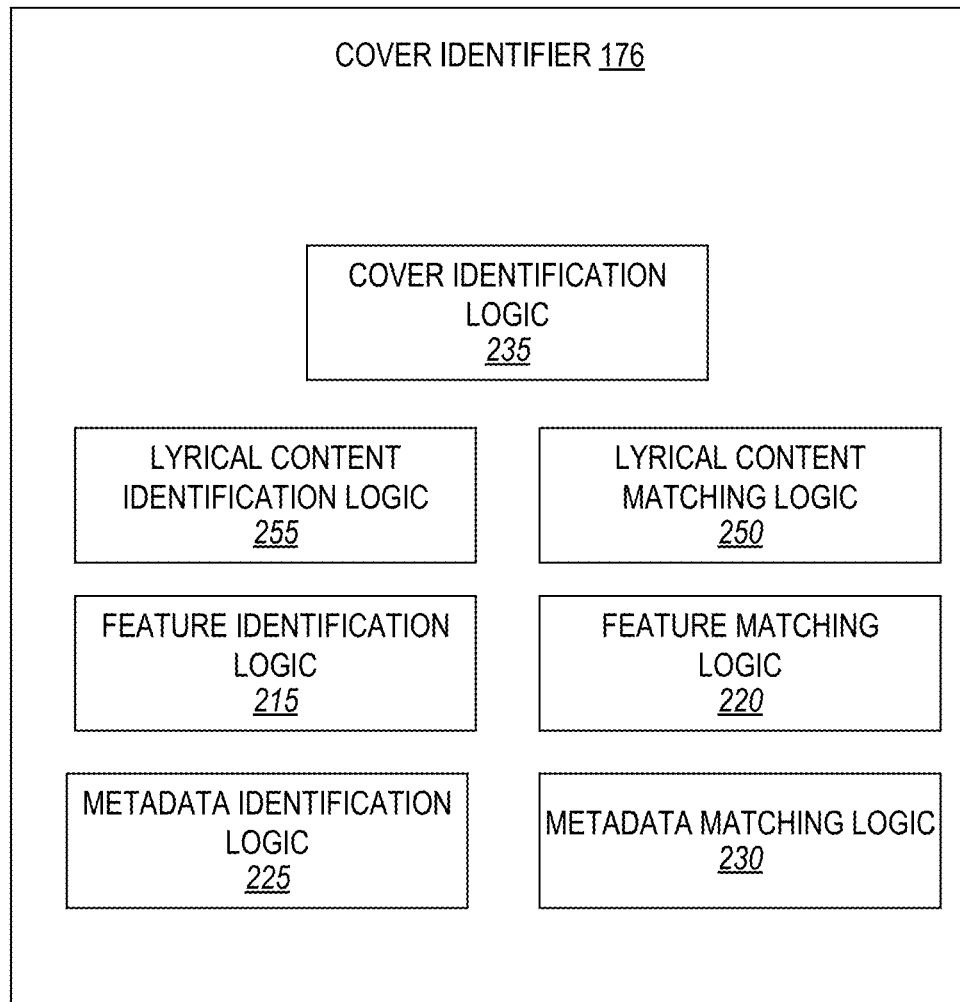 COVER IDENTIFIER 176
COVER IDENTIFICATION
LOGIC
235
LYRICAL CONTENT
IDENTIFICATION LOGIC
255
LYRICAL CONTENT
MATCHING LOGIC
250
FEATURE IDENTIFICATION
LOGIC
215
FEATURE MATCHING
LOGIC
220
METADATA IDENTIFICATION
LOGIC
225
METADATA MATCHING LOGIC
230